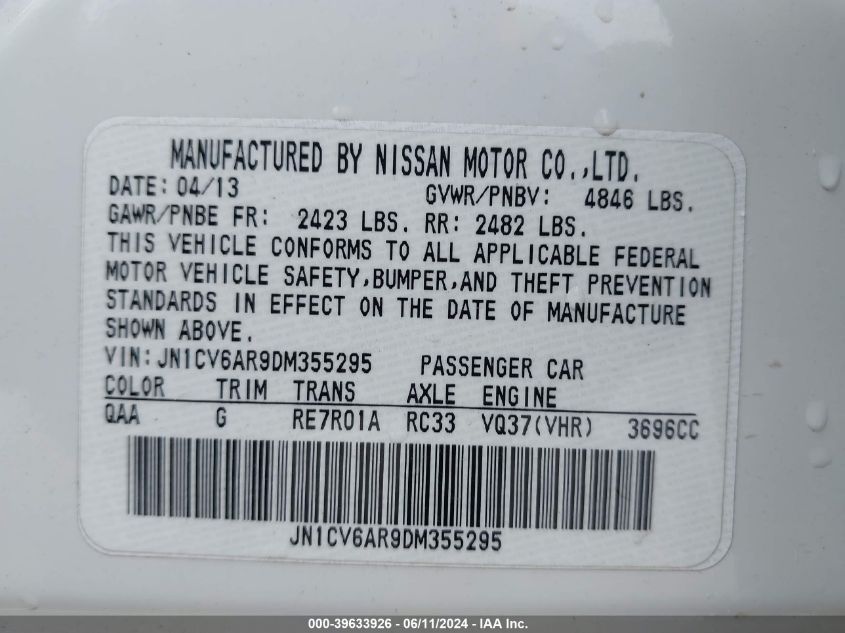 MANUFACTURED BY NISSAN MOTOR CO.,LTD.
DATE: 04/13 GVWR/PNBV: 4846 LBS.
GAWR/PNBE FR: 2423 LBS. RR: 2482 LBS.
THIS VEHICLE CONFORMS TO ALL APPLICABLE FEDERAL
MOTOR VEHICLE SAFETY,BUMPER,AND THEFT PREVENTION
STANDARDS IN EFFECT ON THE DATE OF MANUFACTURE
SHOWN ABOVE.
VIN:JN1CV6AR9DM355295 PASSENGER CAR
COLOR TRIM TRANS AXLE ENGINE
QAA G RE7R01A RC33 VQ37(VHR) 3696CC
JN1CV6AR9DM355295
000-39633926 - 06/11/2024 - IAA Inc.